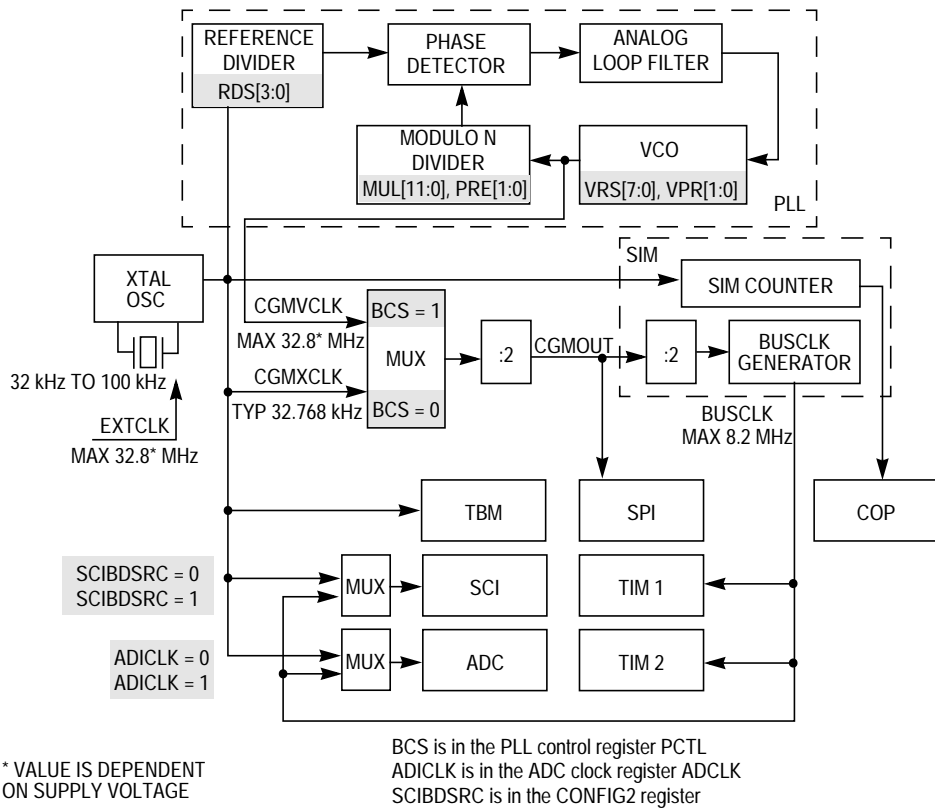 REFERENCE
DIVIDER
RDS[3:0]
PHASE
DETECTOR
ANALOG
LOOP FILTER
MODULO N
DIVIDER
MUL[11:0], PRE[1:0]
VCO
VRS[7:0], VPR[1:0]
PLL
XTAL
OSC
32 kHz TO 100 kHz
EXTCLK
MAX 32.8* MHz
CGMVCLK
MAX 32.8* MHz
CGMXCLK
TYP 32.768 kHz
BCS = 1
MUX
BCS = 0
:2
CGMOUT
SIM
SIM COUNTER
:2
BUSCLK
GENERATOR
BUSCLK
MAX 8.2 MHz
TBM
SPI
COP
SCIBDSRC = 0
SCIBDSRC = 1
MUX
SCI
TIM 1
ADICLK = 0
ADICLK = 1
MUX
ADC
TIM 2
* VALUE IS DEPENDENT
ON SUPPLY VOLTAGE
BCS is in the PLL control register PCTL
ADICLK is in the ADC clock register ADCLK
SCIBDSRC is in the CONFIG2 register